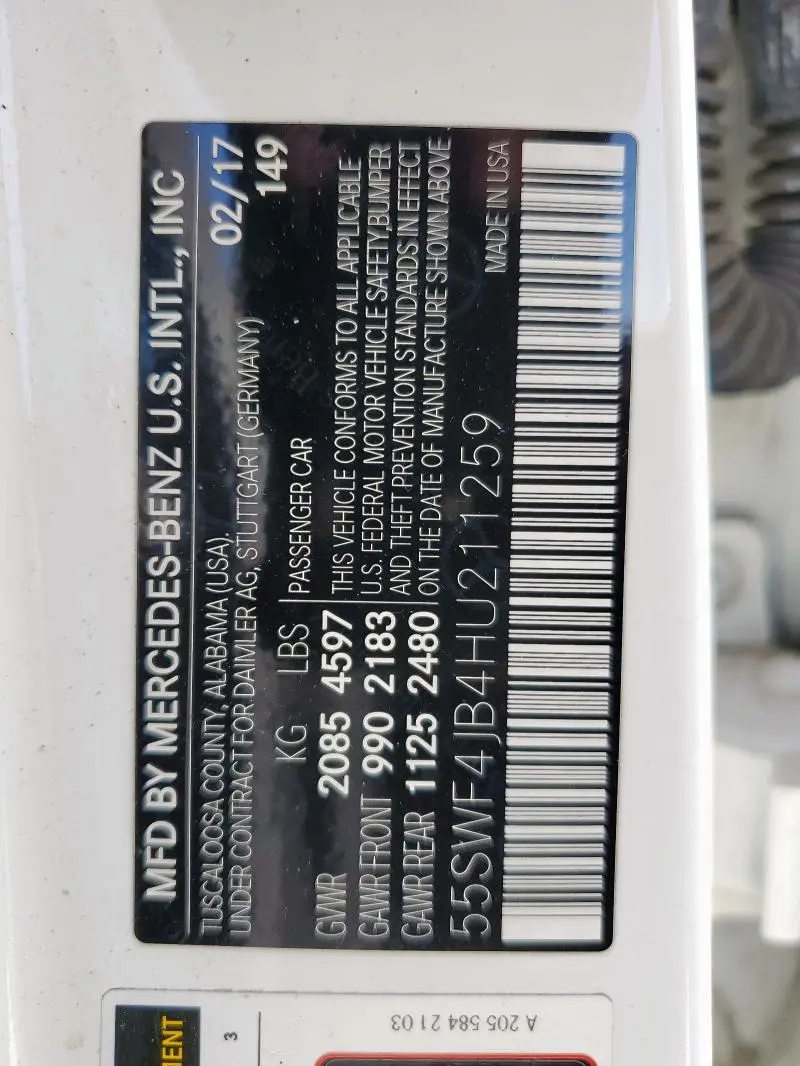 MFD BY MERCEDES-BENZ U.S. INTL., INC
TUSCALOOSA COUNTY, ALABAMA (USA), 02/17
UNDER CONTRACT FOR DAIMLER AG, STUTTGART (GERMANY) 149
KG LBS PASSENGER CAR
GVWR 2085 4597 THIS VEHICLE CONFORMS TO ALL APPLICABLE
GAWR FRONT 990 2183 U.S. FEDERAL MOTOR VEHICLE SAFETY,BUMPER
GAWR REAR 1125 2480 AND THEFT PREVENTION STANDARDS IN EFFECT
ON THE DATE OF MANUFACTURE SHOWN ABOVE
55SWF4JB4HU211259 MADE IN USA
3
A 205 584 21 03